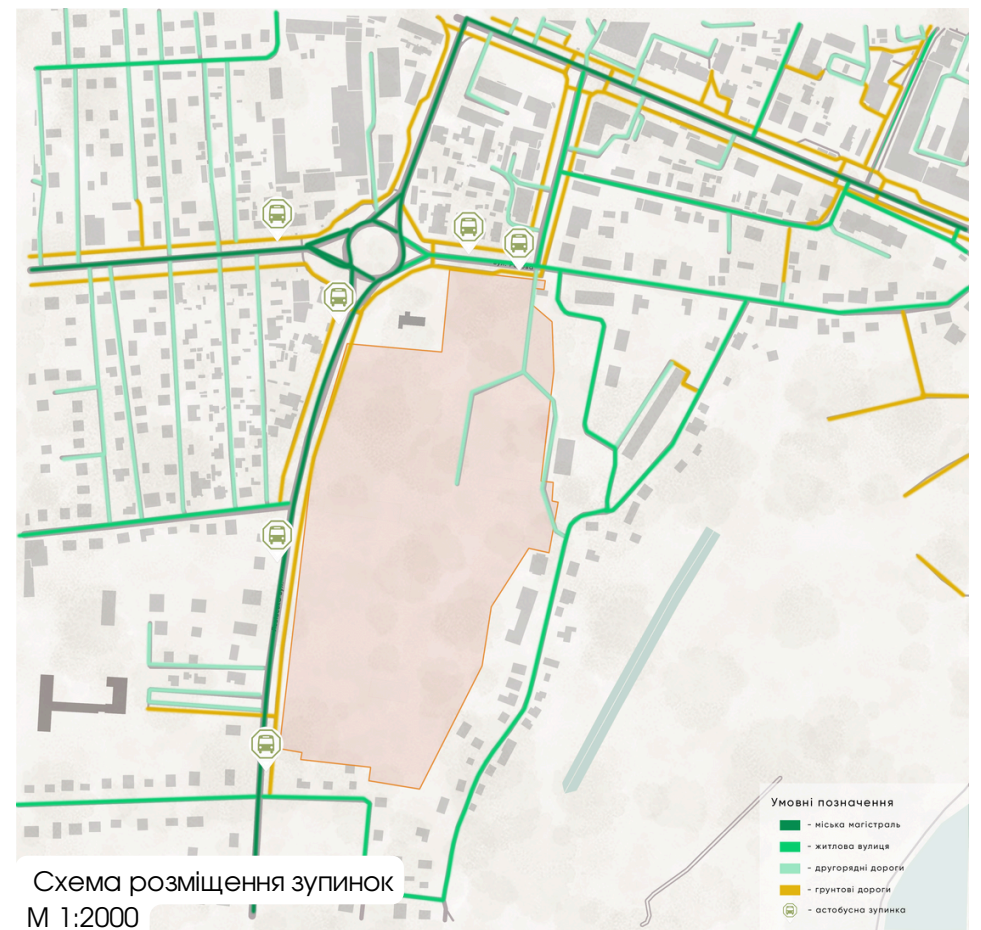 Умовні позначення
- міська магістраль
- житлова вулиця
- другорядні дороги
- грунтові дороги
- астобусна зупинка
Схема розміщення зупинок
М 1:2000